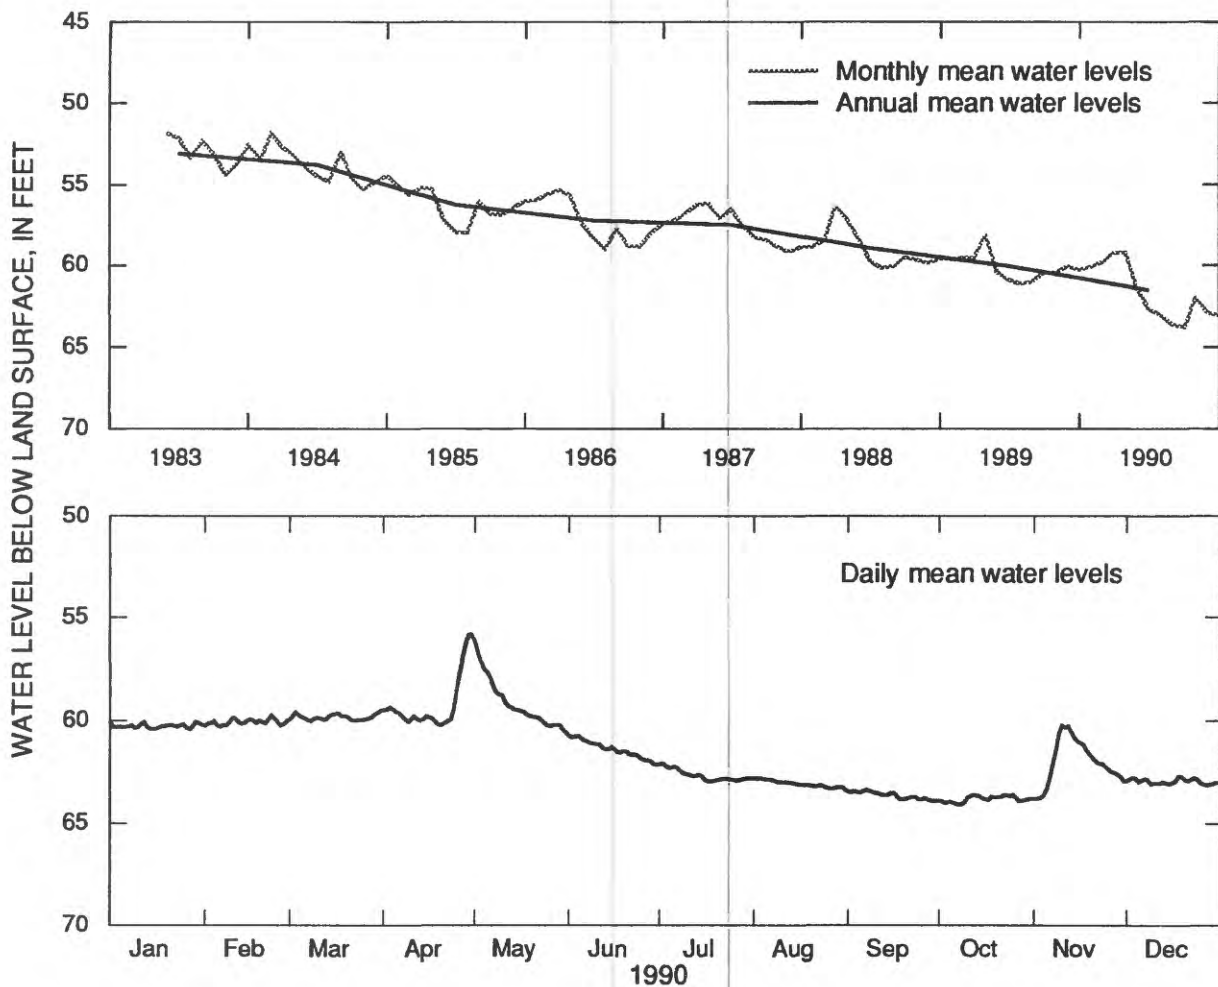 WATER LEVEL BELOW LAND SURFACE, IN FEET
45
50
55
60
65
70
Monthly mean water levels
Annual mean water levels
1983 1984 1985 1986 1987 1988 1989 1990
50
55
60
65
70
Daily mean water levels
Jan Feb Mar Apr May Jun Jul Aug Sep Oct Nov Dec
1990